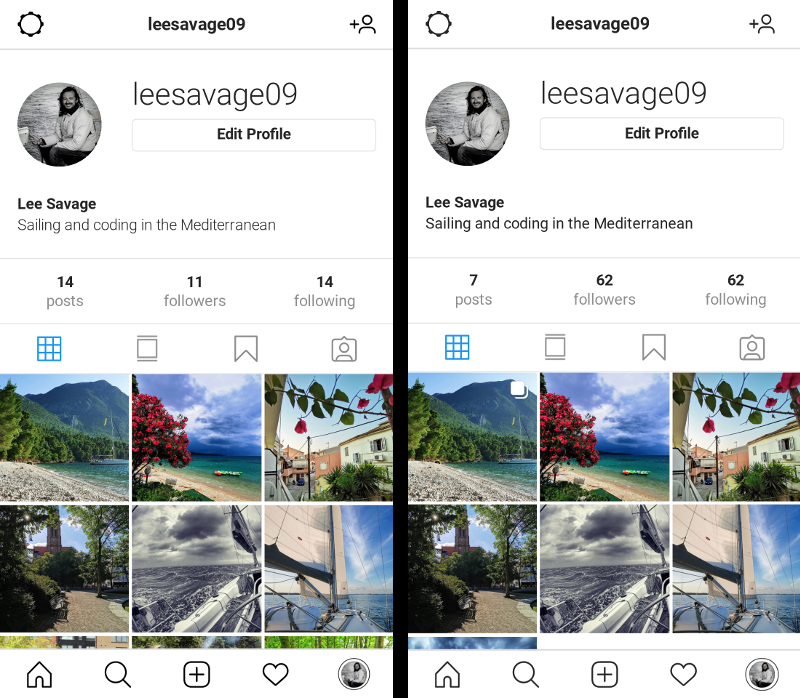 leesavage09
leesavage09
Edit Profile
Lee Savage
Sailing and coding in the Mediterranean
14 11 14
posts followers following
leesavage09
leesavage09
Edit Profile
Lee Savage
Sailing and coding in the Mediterranean
7 62 62
posts followers following